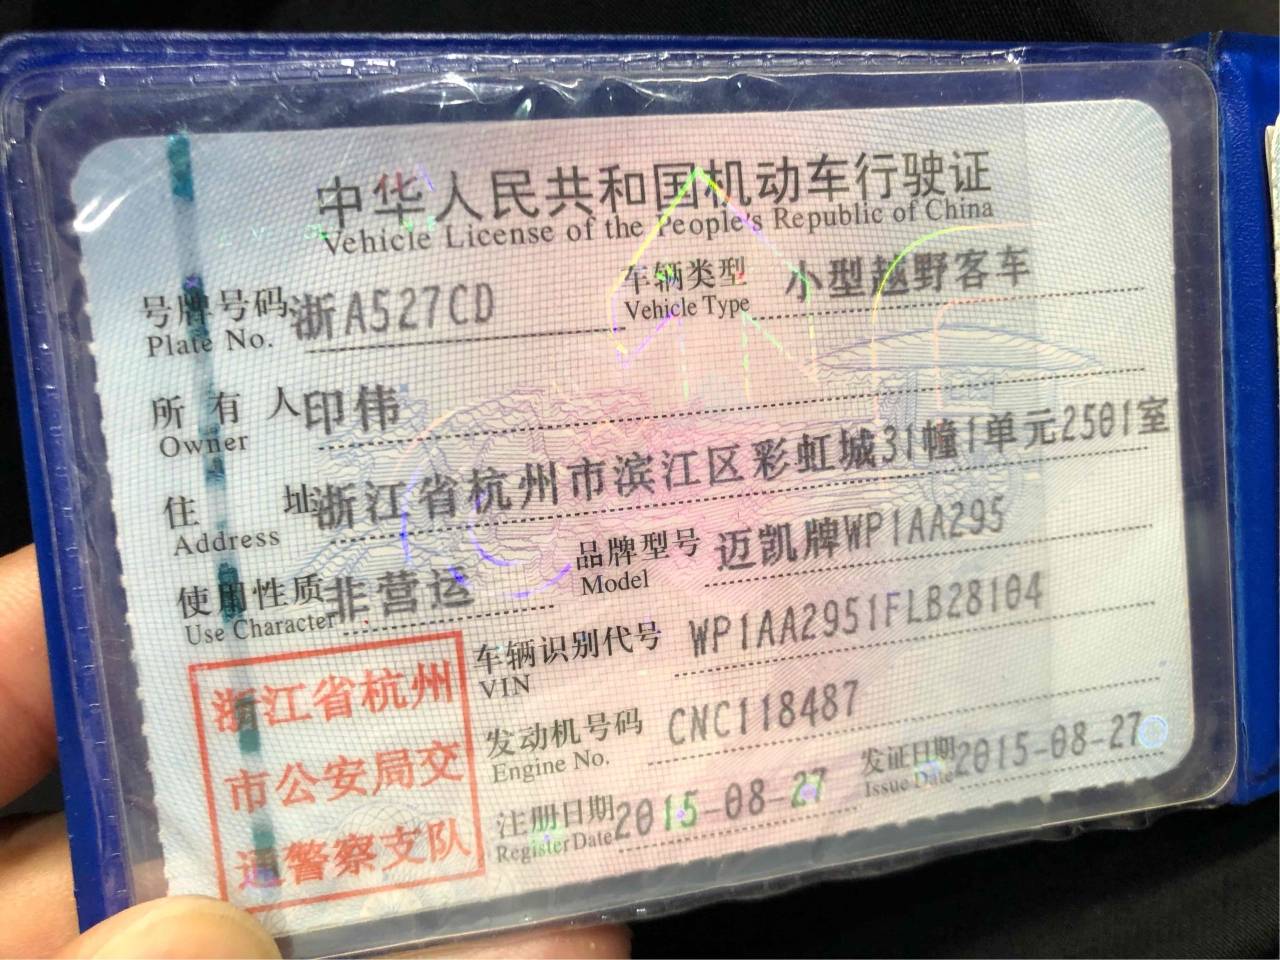 中华人民共和国机动车行驶证
Vehicle License of the People's Republic of China
号牌号码 浙A527CD 车辆类型 小型越野客车
Plate No. Vehicle Type
所有人 印伟
Owner
住址 浙江省杭州市滨江区彩虹城31幢1单元2501室
Address
使用性质 非营运 品牌型号 迈凯牌WP1AA295
Use Character Model
车辆识别代号 WP1AA2951FLB28104
VIN
发动机号码 CNC118487
Engine No.
注册日期 2015-08-27 发证日期 2015-08-27
Register Date Issue Date
浙江省杭州
市公安局交
通警察支队